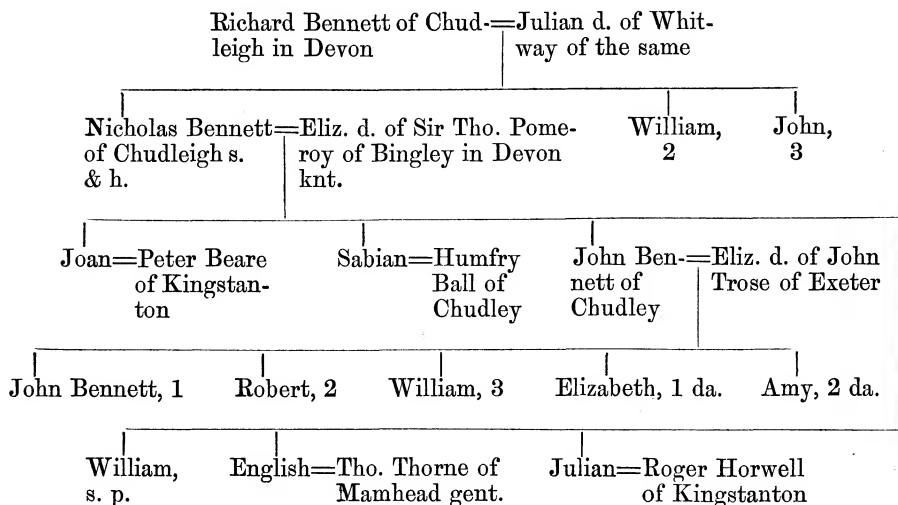 Richard Bennett of Chud-=Julian d. of Whit-
leigh in Devon way of the same
Nicholas Bennett=Eliz. d. of Sir Tho. Pome- William, John,
of Chudleigh s. roy of Bingley in Devon 2 3
& h. knt.
Joan=Peter Beare Sabian=Humfry John Ben-=Eliz. d. of John
of Kingstan- Ball of nett of Trose of Exeter
ton Chudley Chudley
John Bennett, 1 Robert, 2 William, 3 Elizabeth, 1 da. Amy, 2 da.
William, English=Tho. Thorne of Julian=Roger Horwell
s. p. Mamhead gent. of Kingstanton